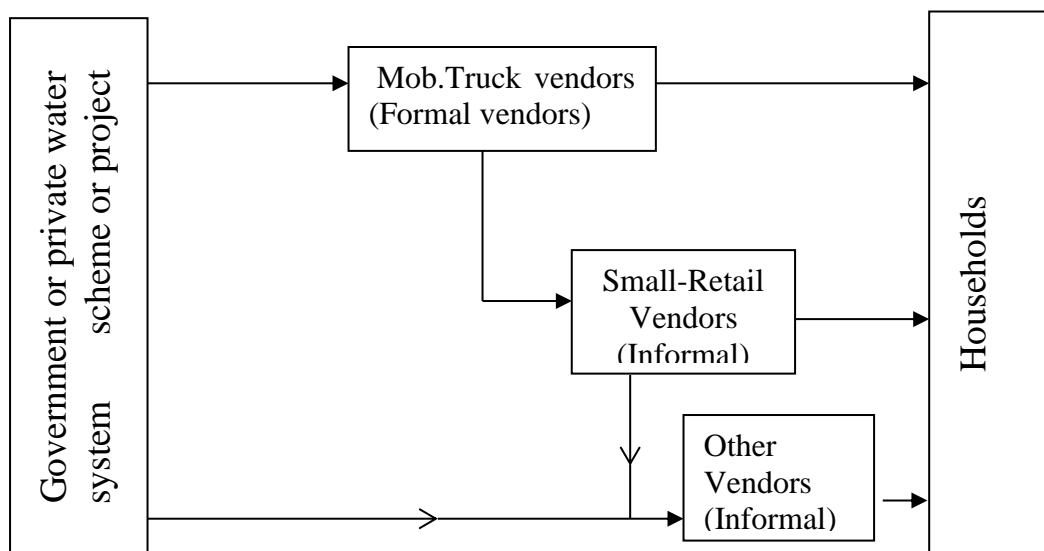 Government or private water
system scheme or project
Mob.Truck vendors
(Formal vendors)
Small-Retail
Vendors
(Informal)
Other
Vendors
(Informal)
Households